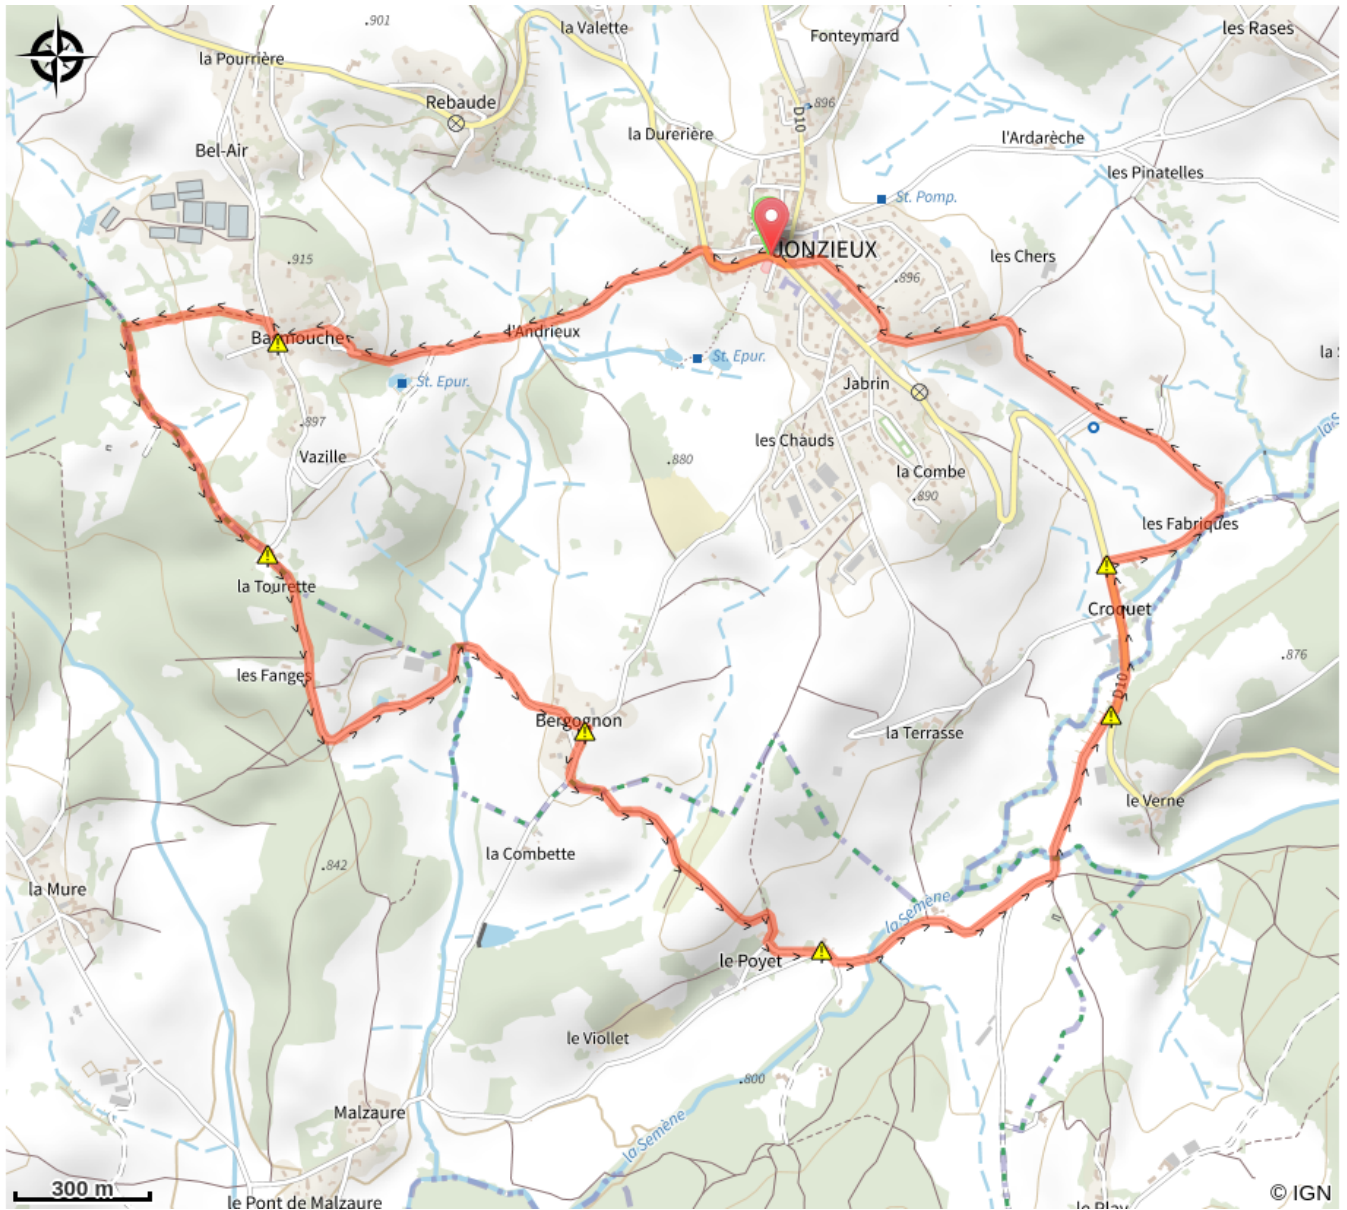 .901
la Valette
Fonteymard
les Rases
la Pourrière
Rebaude
D10
896
la Durerière
l'Ardarèche
Bel-Air
les Pinatelles
St. Pomp.
JONZIEUX
les Chers
.915
.896
Barmouche
l'Andrieux
St. Epur.
St. Epur.
Jabrin
.897
Vazille
.880
les Chauds
la Combe
.890
les Fabriques
la Tourette
Croquet
les Fanges
.876
D10
Bergognon
la Terrasse
le Verne
la Combette
.842
la Mure
la Semène
le Poyet
le Viollet
.800
Malzaure
la Semène
300 m
© IGN
le Pont de Malzaure